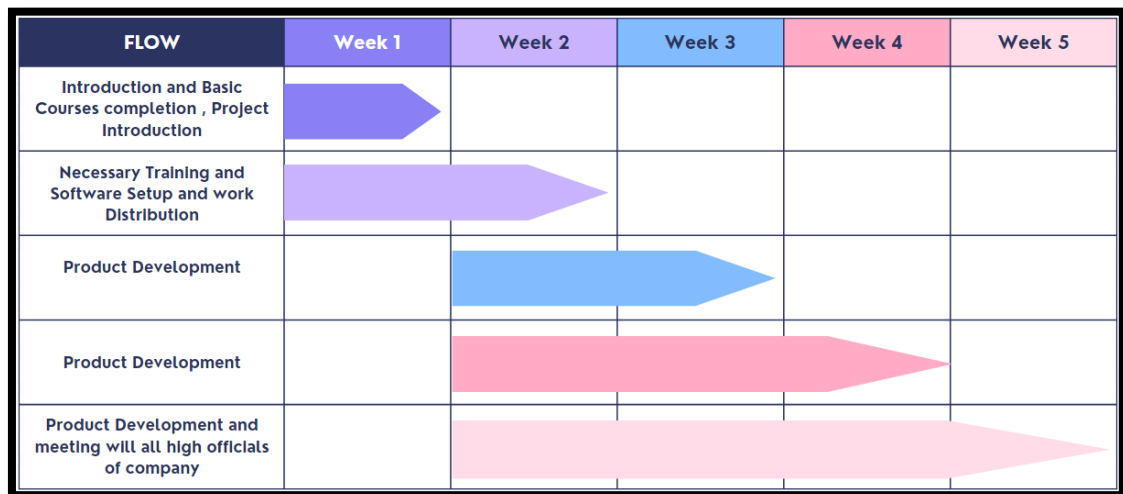 FLOW Week 1 Week 2 Week 3 Week 4 Week 5
Introduction and Basic
Courses completion , Project
Introduction
Necessary Training and
Software Setup and work
Distribution
Product Development
Product Development
Product Development and
meeting will all high officials
of company